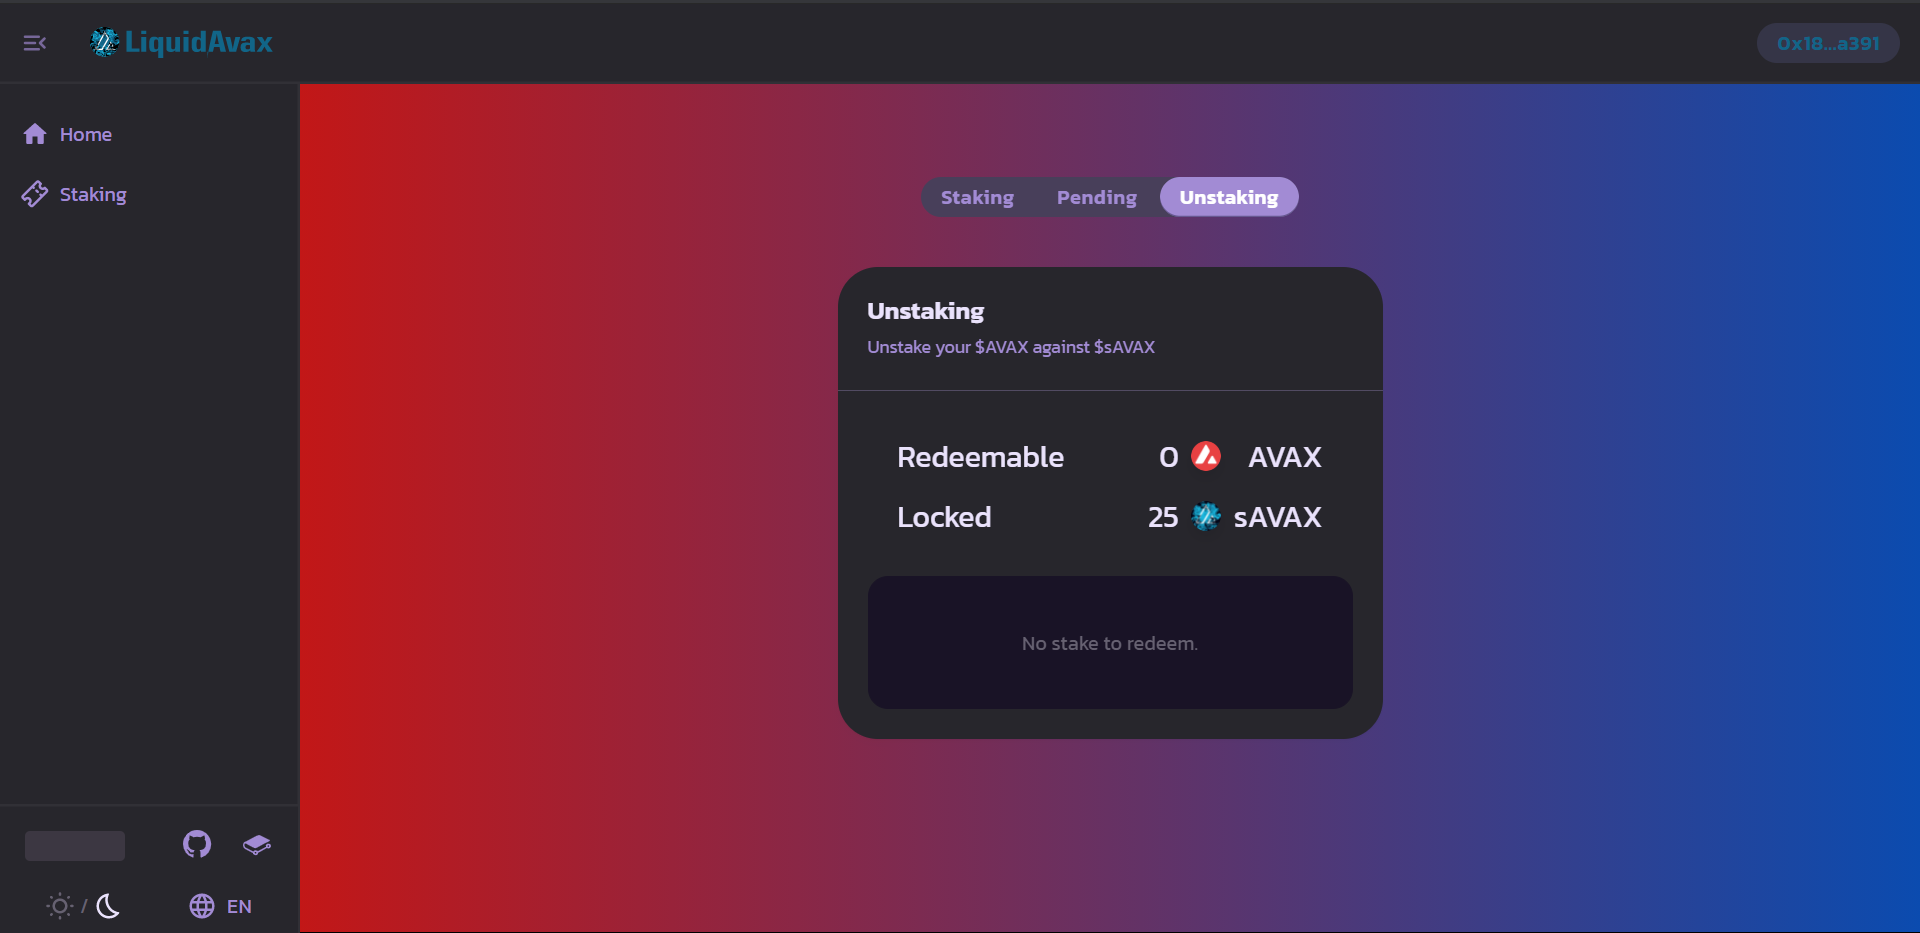 LiquidAvax
0x18...a391
Home
Staking
Staking Pending Unstaking
Unstaking
Unstake your $AVAX against $sAVAX
Redeemable 0 AVAX
Locked 25 sAVAX
No stake to redeem.
/
EN